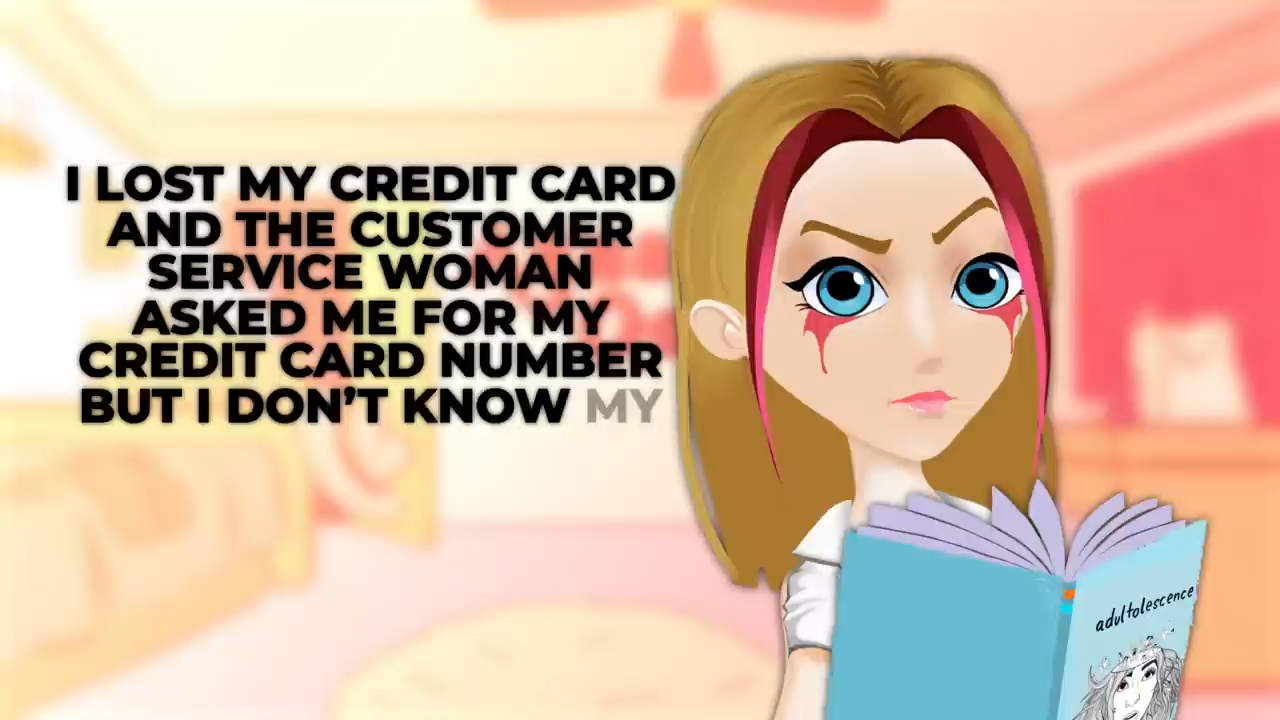 I LOST MY CREDIT CARD
AND THE CUSTOMER
SERVICE WOMAN
ASKED ME FOR MY
CREDIT CARD NUMBER
BUT I DON’T KNOW MY
adultolescence